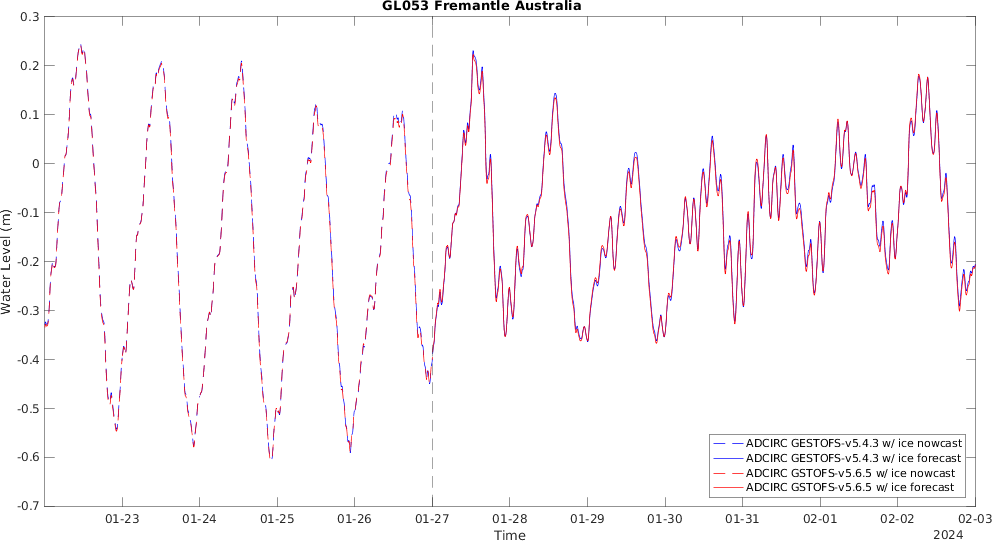 GL053 Fremantle Australia
0.3
0.2
0.1
0
-0.1
-0.2
-0.3
-0.4
-0.5
-0.6
-0.7
Water Level (m)
ADCIRC GESTOFS-v5.4.3 w/ ice nowcast
ADCIRC GESTOFS-v5.4.3 w/ ice forecast
ADCIRC GSTOFS-v5.6.5 w/ ice nowcast
ADCIRC GSTOFS-v5.6.5 w/ ice forecast
01-23 01-24 01-25 01-26 01-27 01-28 01-29 01-30 01-31 02-01 02-02 02-03
Time
2024